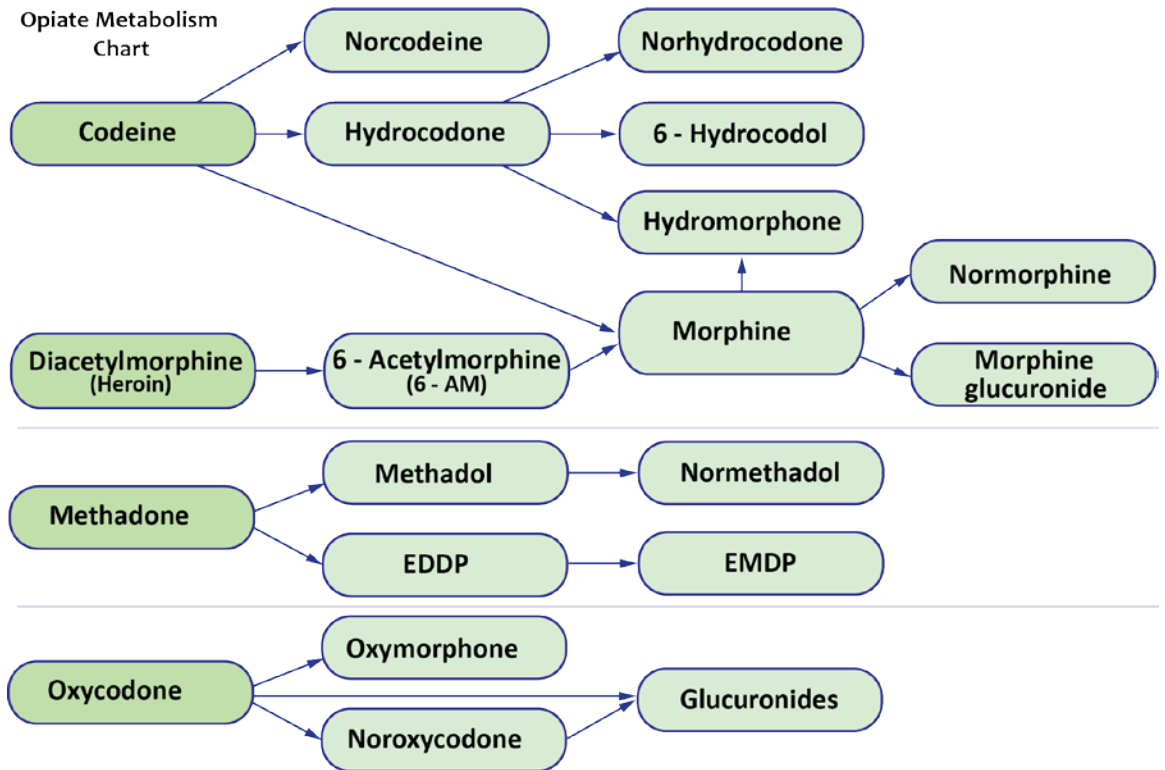 Opiate Metabolism
Chart
Norcodeine
Norhydrocodone
Codeine
Hydrocodone
6 - Hydrocodol
Hydromorphone
Normorphine
Morphine
Diacetylmorphine
(Heroin)
6 - Acetylmorphine
(6 - AM)
Morphine
glucuronide
Methadol
Normethadol
Methadone
EDDP
EMDP
Oxymorphone
Oxycodone
Glucuronides
Noroxycodone